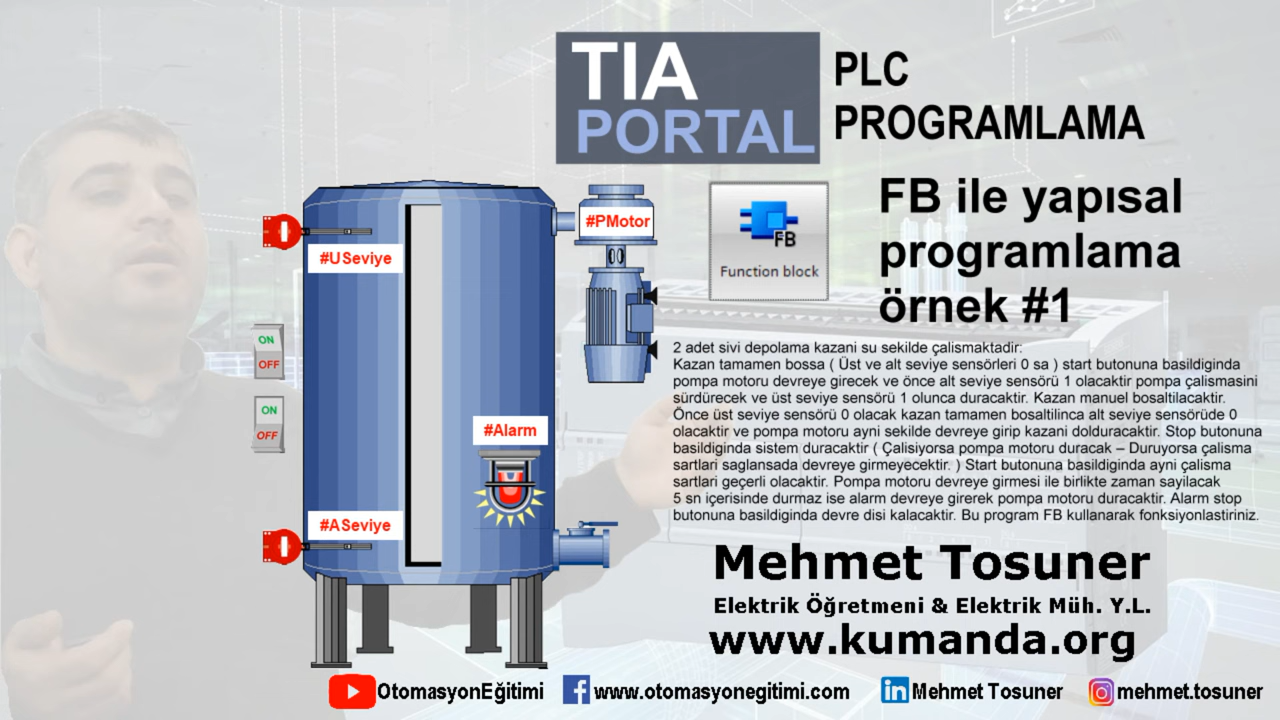 TIA
PORTAL
PLC
PROGRAMLAMA
FB ile yapısal
programlama
örnek #1
FB
Function block
#PMotor
#USeviye
ON
OFF
ON
OFF
#Alarm
#ASeviye
2 adet sivi depolama kazani su sekilde çalismaktadir:
Kazan tamamen bossa ( Üst ve alt seviye sensörleri 0 sa ) start butonuna basildiginda
pompa motoru devreye girecek ve önce alt seviye sensörü 1 olacaktir pompa çalismasini
sürdürecek ve üst seviye sensörü 1 olunca duracaktir. Kazan manuel bosaltilacaktir.
Önce üst seviye sensörü 0 olacak kazan tamamen bosaltilinca alt seviye sensörüde 0
olacaktir ve pompa motoru ayni sekilde devreye girip kazani dolduracaktir. Stop butonuna
basildiginda sistem duracaktir ( Çalisiyorsa pompa motoru duracak – Duruyorsa çalisma
sartlari saglansada devreye girmeyecektir. ) Start butonuna basildiginda ayni çalisma
sartlari geçerli olacaktir. Pompa motoru devreye girmesi ile birlikte zaman sayilacak
5 sn içerisinde durmaz ise alarm devreye girerek pompa motoru duracaktir. Alarm stop
butonuna basildiginda devre disi kalacaktir. Bu program FB kullanarak fonksiyonlastiriniz.
Mehmet Tosuner
Elektrik Öğretmeni & Elektrik Müh. Y.L.
www.kumanda.org
OtomasyonEğitimi
www.otomasyonegitimi.com
Mehmet Tosuner
mehmet.tosuner